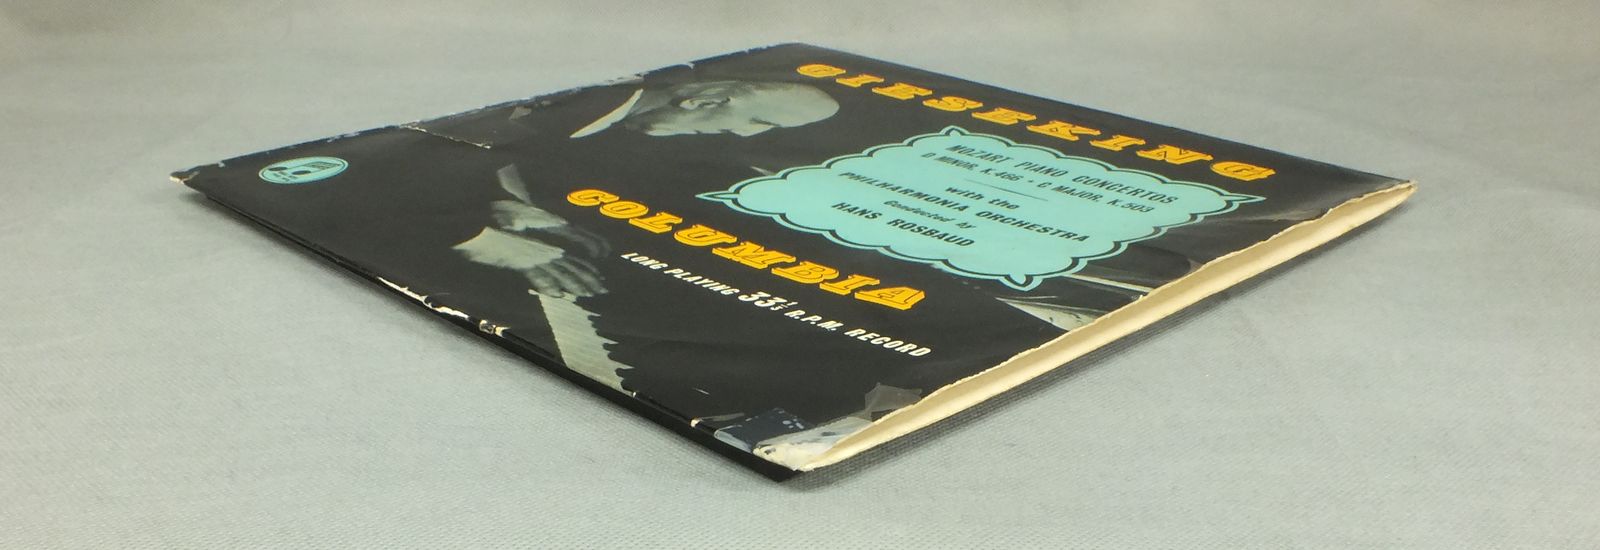 GIESEKING
MOZART PIANO CONCERTOS
D MINOR, K.466 · C MAJOR, K.503
with the
PHILHARMONIA ORCHESTRA
Conducted by
HANS ROSBAUD
COLUMBIA
LONG PLAYING 33⅓ R.P.M. RECORD